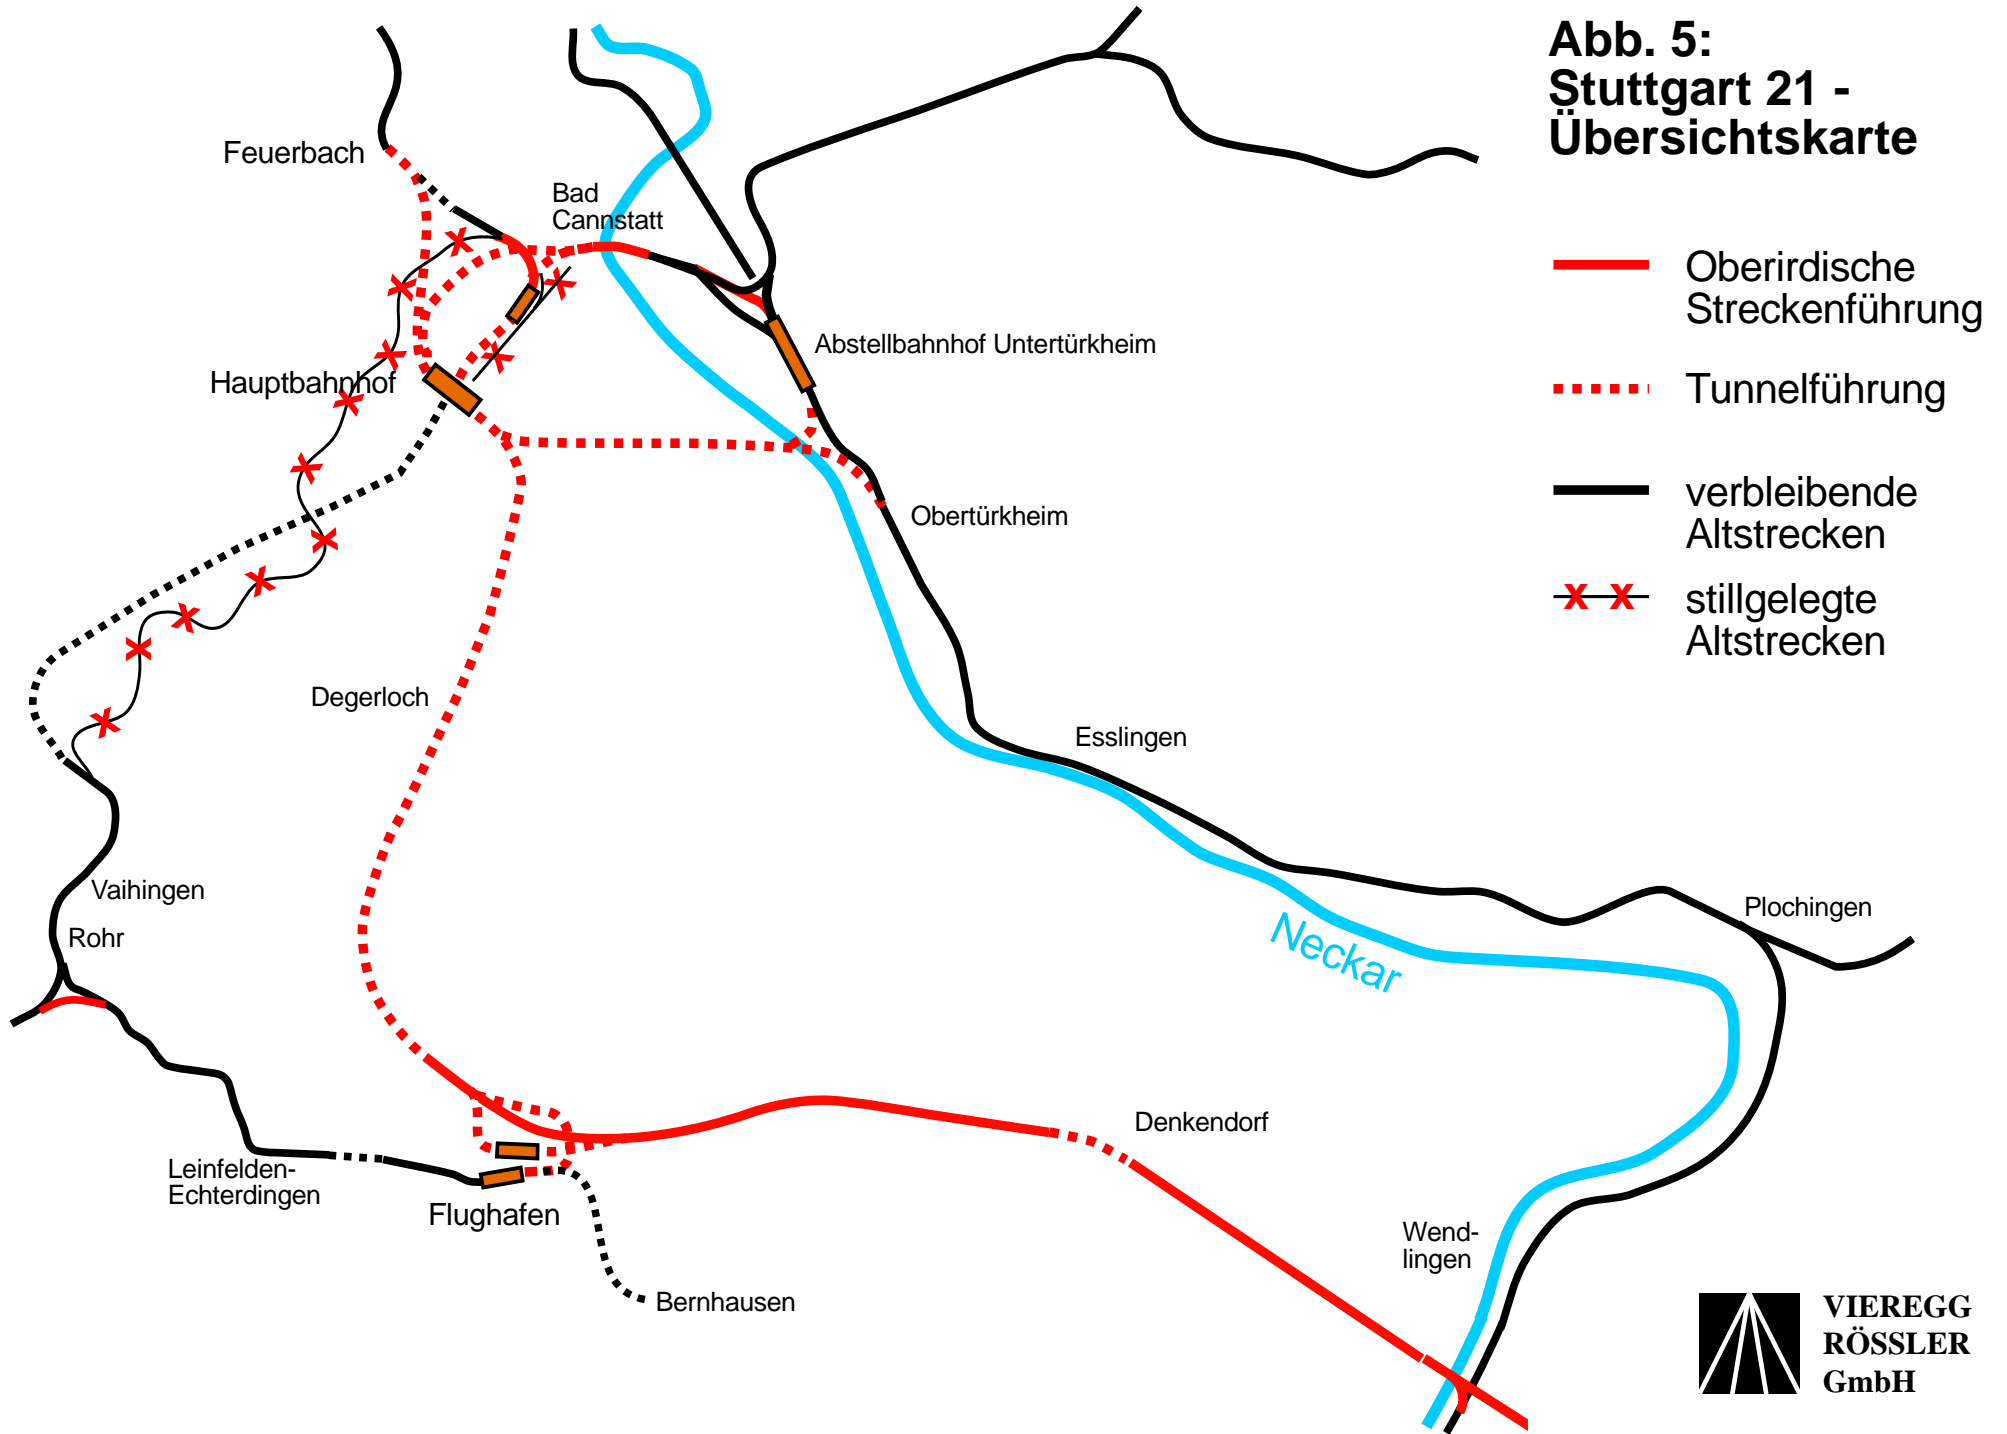 Abb. 5:
Stuttgart 21 -
Übersichtskarte
Feuerbach
Bad
Cannstatt
Oberirdische
Streckenführung
Abstellbahnhof Untertürkheim
Hauptbahnhof
Tunnelführung
verbleibende
Altstrecken
Obertürkheim
stillgelegte
Altstrecken
Degerloch
Esslingen
Vaihingen
Plochingen
Rohr
Neckar
Denkendorf
Leinfelden-
Echterdingen
Flughafen
Wend-
lingen
Bernhausen
VIEREGG
RÖSSLER
GmbH